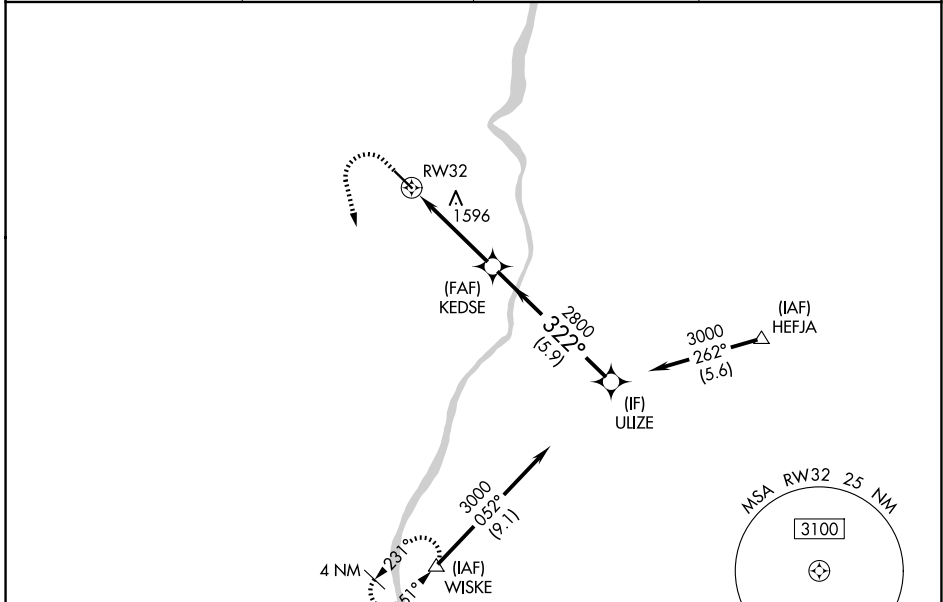 RW32
1596
(FAF)
KEDSE
2800
322°
(5.9)
(IAF)
HEFJA
3000
262°
(5.6)
(IF)
ULIZE
3000
052°
(9.1)
MSA RW32 25 NM
3100
4 NM
231°
(IAF)
WISKE